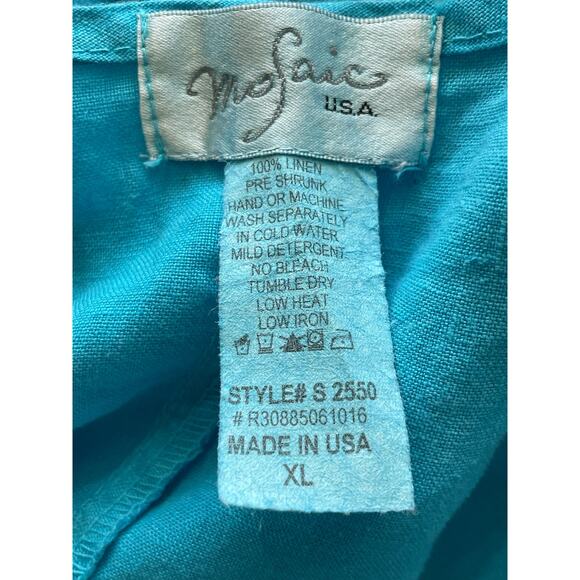 Mosaic
U.S.A.
100% LINEN
PRE SHRUNK
HAND OR MACHINE
WASH SEPARATELY
IN COLD WATER
MILD DETERGENT
NO BLEACH
TUMBLE DRY
LOW HEAT
LOW IRON
STYLE# S 2550
# R30885061016
MADE IN USA
XL